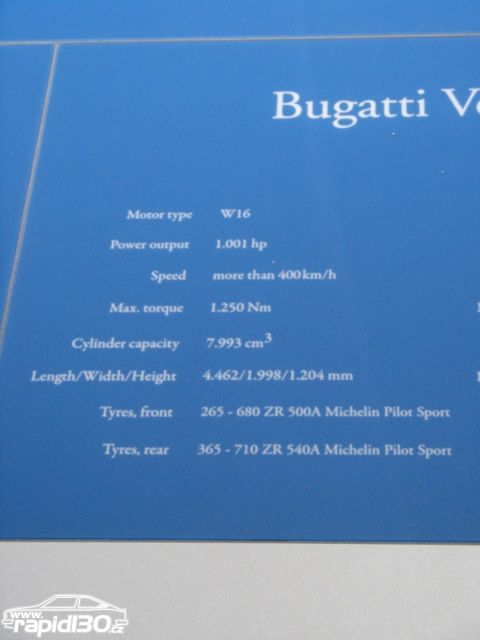 Bugatti Ve
Motor type W16
Power output 1.001 hp
Speed more than 400km/h
Max. torque 1.250 Nm
Cylinder capacity 7.993 cm³
Length/Width/Height 4.462/1.998/1.204 mm
Tyres, front 265 - 680 ZR 500A Michelin Pilot Sport
Tyres, rear 365 - 710 ZR 540A Michelin Pilot Sport
www.
rapid130.cz